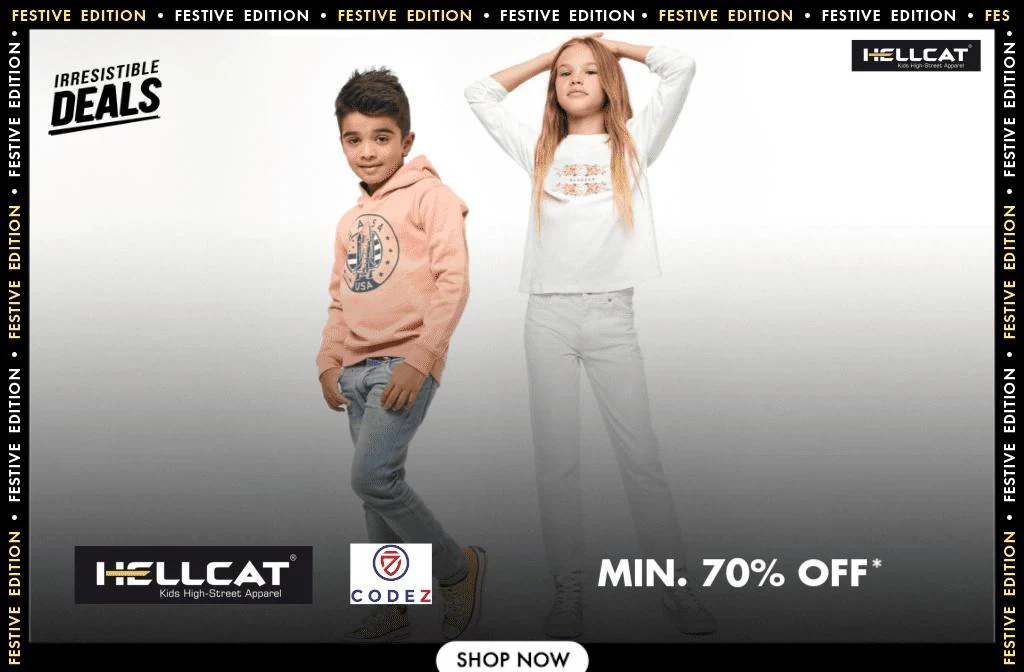 FESTIVE EDITION • FESTIVE EDITION • FESTIVE EDITION • FESTIVE EDITION • FESTIVE EDITION • FESTIVE EDITION • FES
FESTIVE EDITION • FESTIVE EDITION • FESTIVE EDITION • FESTIVE EDITION •
FESTIVE EDITION • FESTIVE EDITION • FESTIVE EDITION • FESTIVE EDITION •
IRRESISTIBLE
DEALS
HELLCAT®
Kids High-Street Apparel
USA
HELLCAT®
Kids High-Street Apparel
CODEZ
MIN. 70% OFF*
SHOP NOW